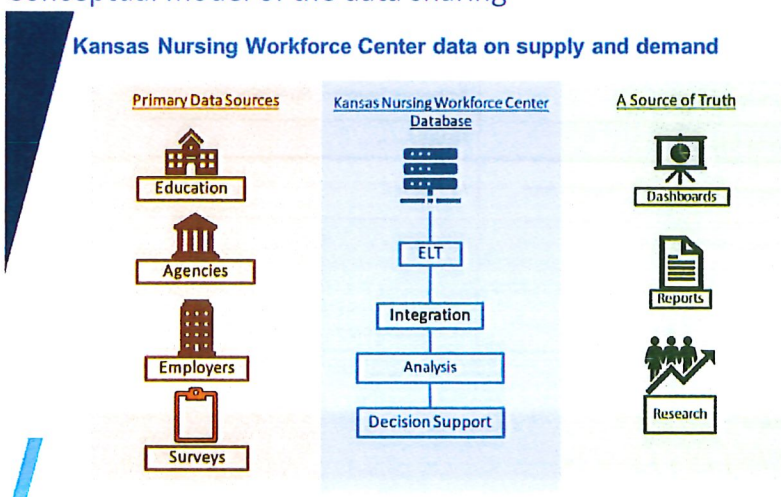 Kansas Nursing Workforce Center data on supply and demand
Primary Data Sources
Education
Agencies
Employers
Surveys
Kansas Nursing Workforce Center
Database
ELT
Integration
Analysis
Decision Support
A Source of Truth
Dashboards
Reports
Research